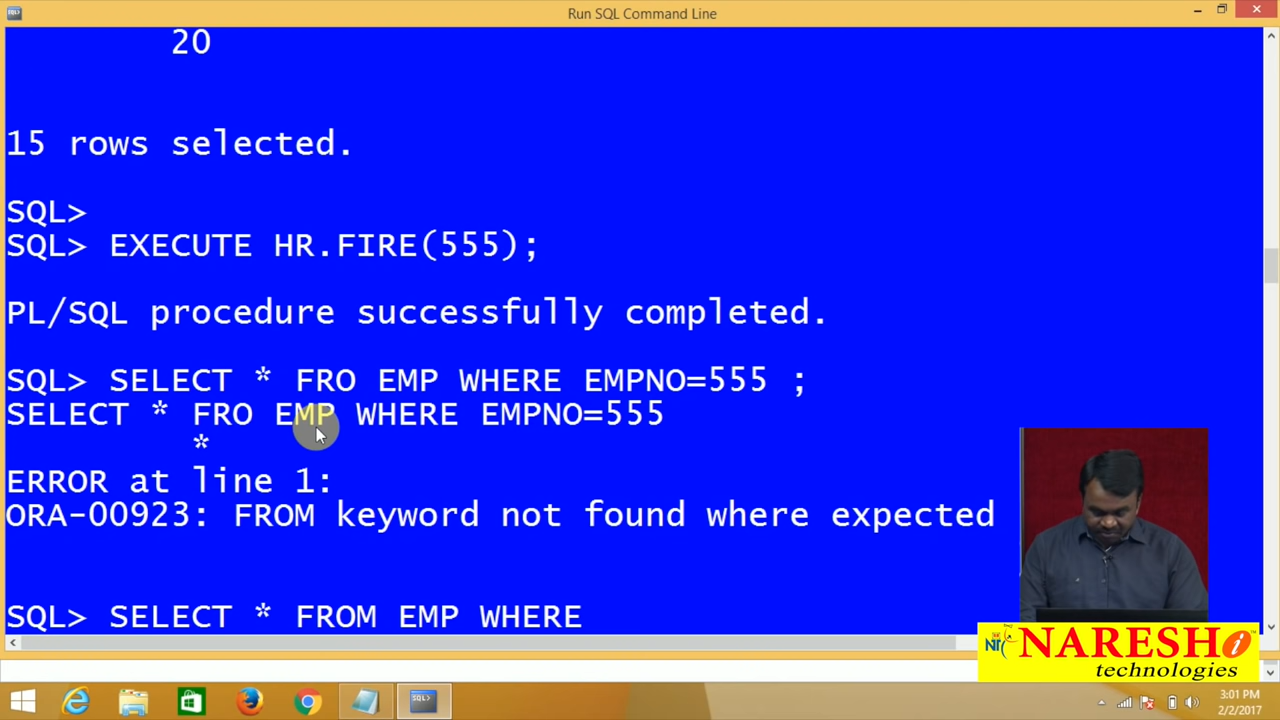 Run SQL Command Line
20
15 rows selected.
SQL>
SQL> EXECUTE HR.FIRE(555);
PL/SQL procedure successfully completed.
SQL> SELECT * FRO EMP WHERE EMPNO=555 ;
SELECT * FRO EMP WHERE EMPNO=555
*
ERROR at line 1:
ORA-00923: FROM keyword not found where expected
SQL> SELECT * FROM EMP WHERE
NARESH i
technologies
SQL>
3:01 PM
2/2/2017